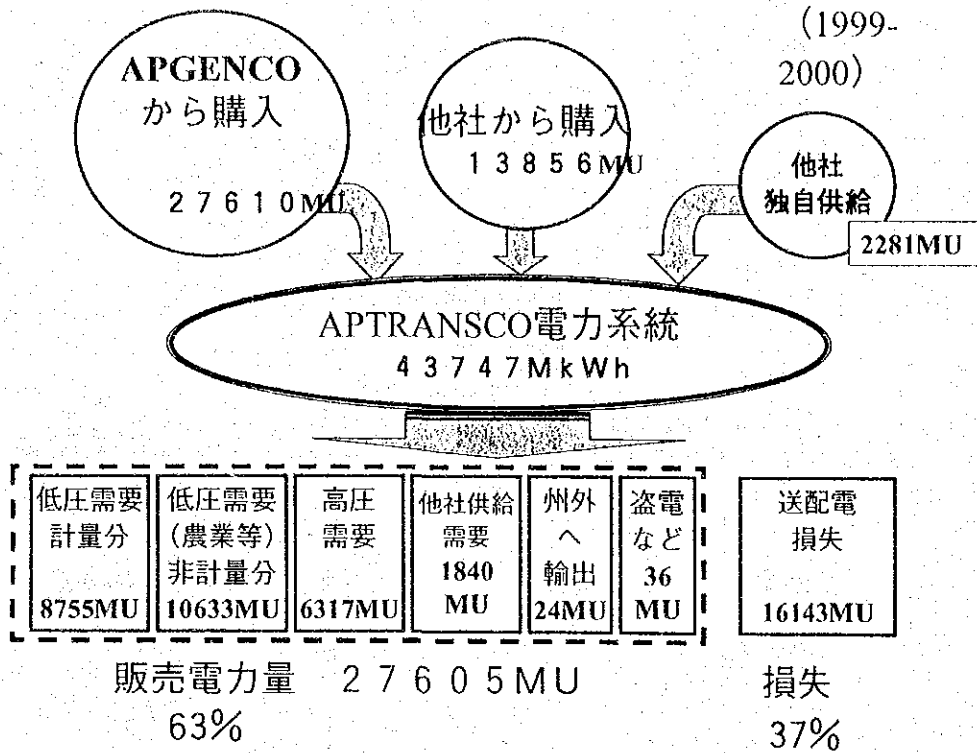 (1999-
2000)
APGENCO
から購入
27610MU
他社から購入
13856MU
他社
独自供給
2281MU
APTRANSCO電力系統
43747MkWh
低圧需要
計量分
8755MU
低圧需要
(農業等)
非計量分
10633MU
高圧
需要
6317MU
他社供給
需要
1840
MU
州外
へ
輸出
24MU
盗電
など
36
MU
送配電
損失
16143MU
販売電力量 27605MU
63%
損失
37%